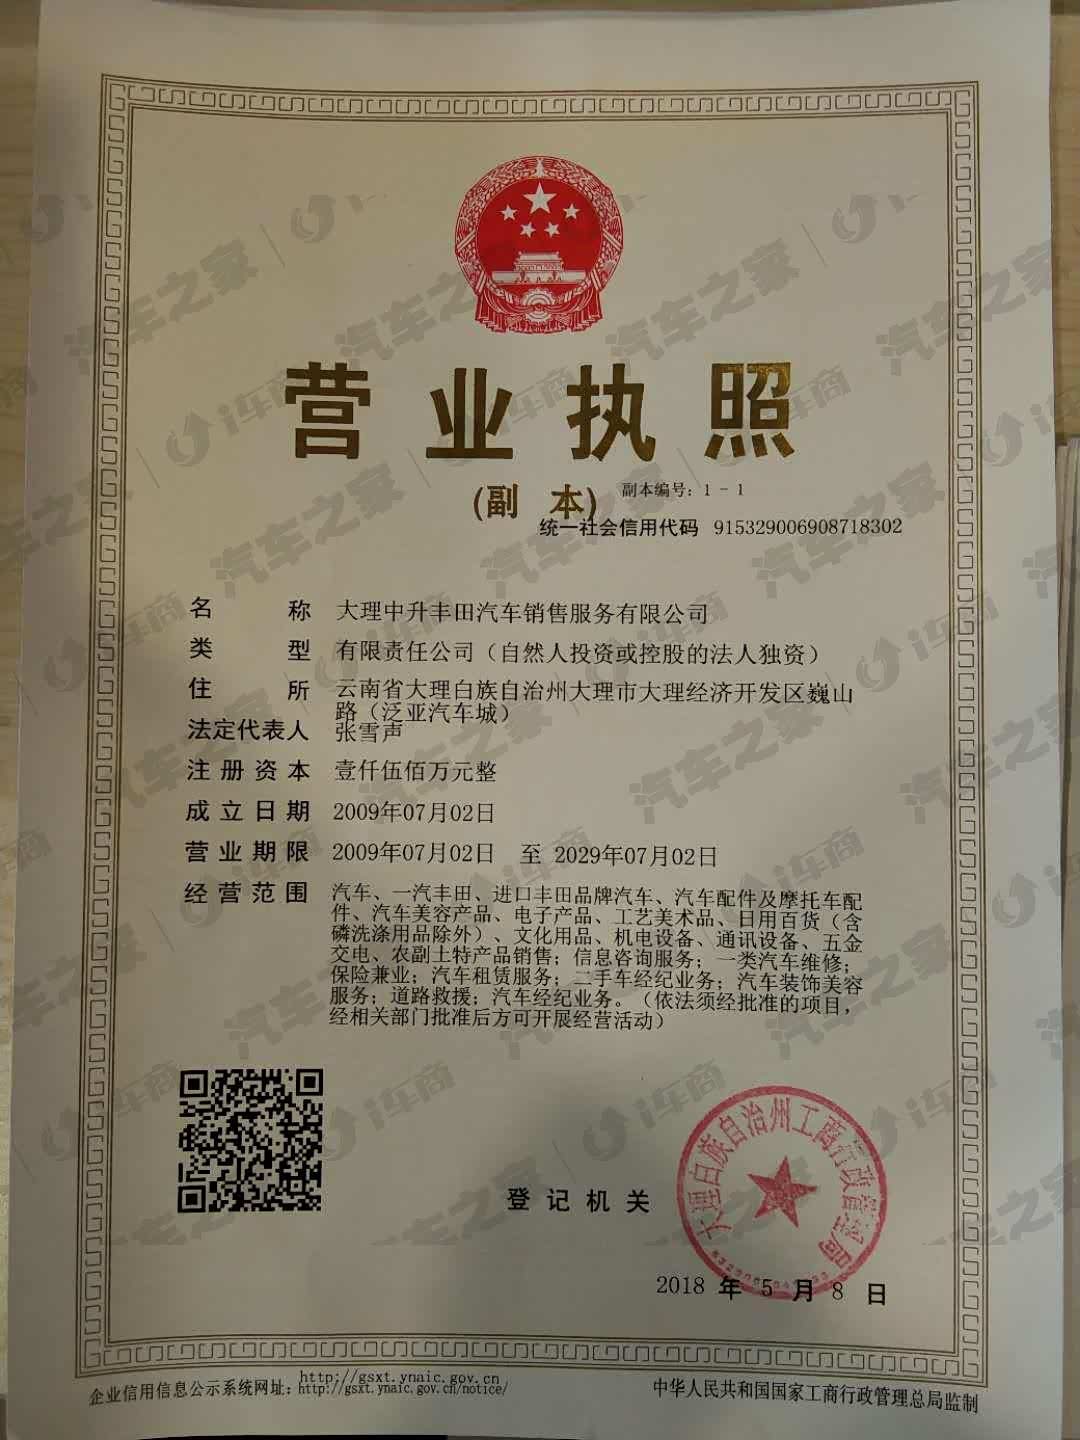 营业执照
(副 本)
副本编号：1-1
统一社会信用代码 915329006908718302
名称 大理中升丰田汽车销售服务有限公司
类型 有限责任公司（自然人投资或控股的法人独资）
住所 云南省大理白族自治州大理市大理经济开发区巍山
路（泛亚汽车城）
法定代表人 张雪声
注册资本 壹仟伍佰万元整
成立日期 2009年07月02日
营业期限 2009年07月02日 至 2029年07月02日
经营范围 汽车、一汽丰田、进口丰田品牌汽车、汽车配件及摩托车配
件、汽车美容产品、电子产品、工艺美术品、日用百货（含
磷洗涤用品除外）、文化用品、机电设备、通讯设备、五金
交电、农副土特产品销售；信息咨询服务；一类汽车维修；
保险兼业；汽车租赁服务；二手车经纪业务；汽车装饰美容
服务；道路救援；汽车经纪业务。（依法须经批准的项目，
经相关部门批准后方可开展经营活动）
大理白族自治州工商行政管理局
登记机关
2018 年 5 月 8 日
企业信用信息公示系统网址：http://gsxt.ynaic.gov.cn
http://gsxt.ynaic.gov.cn/notice/
中华人民共和国国家工商行政管理总局监制
汽车之家
i车商